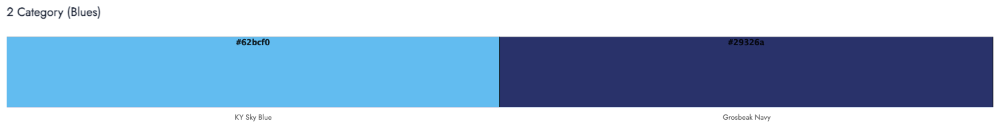 2 Category (Blues)
#62bcf0 #29326a
KY Sky Blue Grosbeak Navy